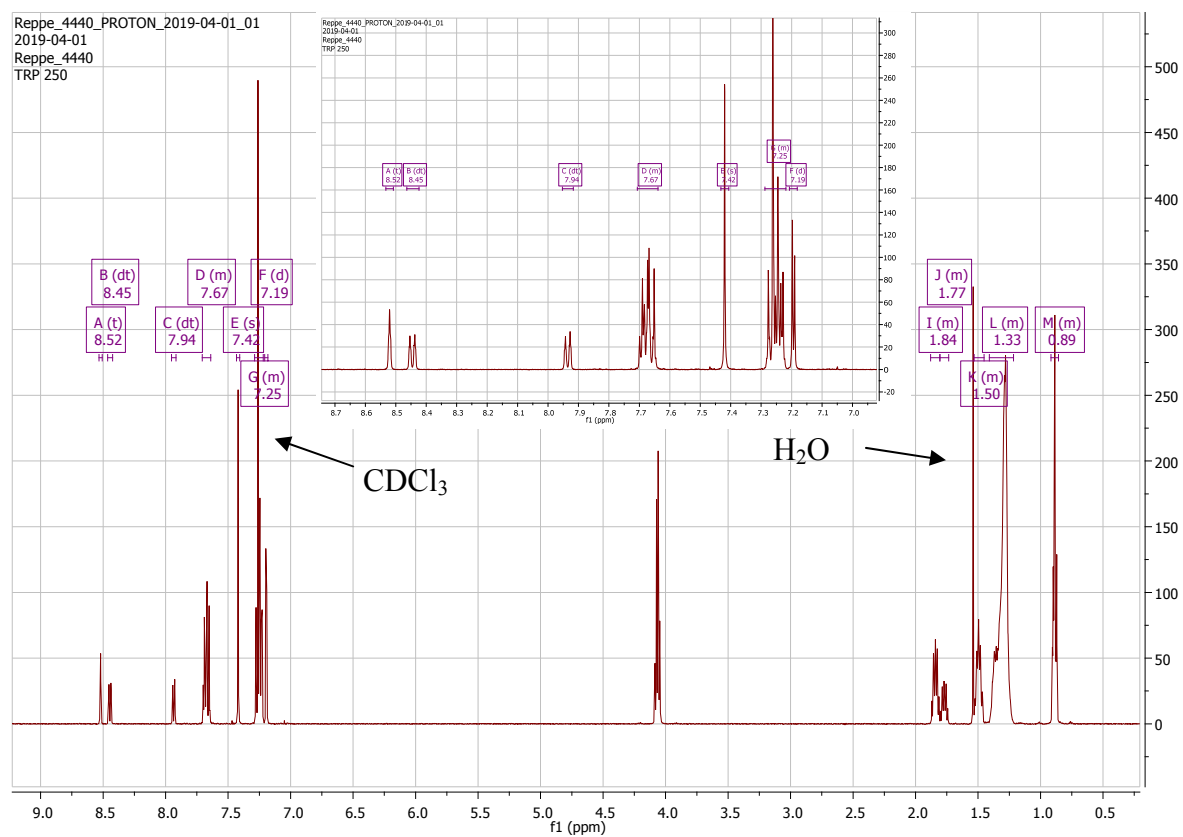 Reppe_4440_PROTON_2019-04-01_01
2019-04-01
Reppe_4440
TRP 250
Reppe_4440_PROTON_2019-04-01_01
2019-04-01
Reppe_4440
TRP 250
A (t)
8.52
B (dt)
8.45
C (dt)
7.94
D (m)
7.67
E (s)
7.42
G (m)
7.25
F (d)
7.19
300
280
260
240
220
200
180
160
140
120
100
80
60
40
20
0
-20
8.7 8.6 8.5 8.4 8.3 8.2 8.1 8.0 7.9 7.8 7.7 7.6 7.5 7.4 7.3 7.2 7.1 7.0
f1 (ppm)
B (dt)
8.45
D (m)
7.67
F (d)
7.19
A (t)
8.52
C (dt)
7.94
E (s)
7.42
G (m)
7.25
J (m)
1.77
I (m)
1.84
L (m)
1.33
M (m)
0.89
K (m)
1.50
CDCl₃
H₂O
500
450
400
350
300
250
200
150
100
50
0
9.0 8.5 8.0 7.5 7.0 6.5 6.0 5.5 5.0 4.5 4.0 3.5 3.0 2.5 2.0 1.5 1.0 0.5
f1 (ppm)